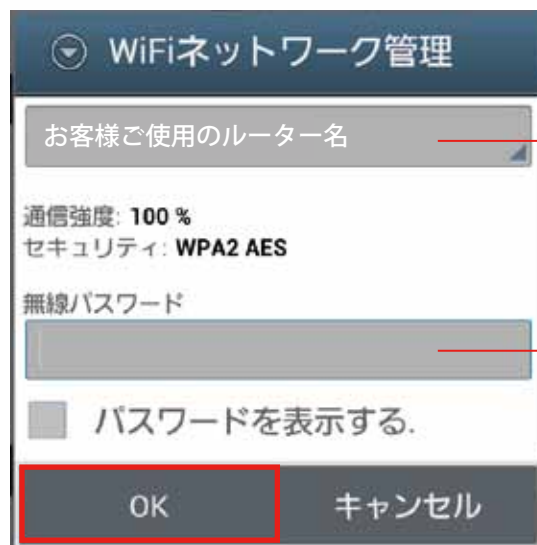 WiFiネットワーク管理
お客様ご使用のルーター名
通信強度: 100 %
セキュリティ: WPA2 AES
無線パスワード
パスワードを表示する.
OK キャンセル